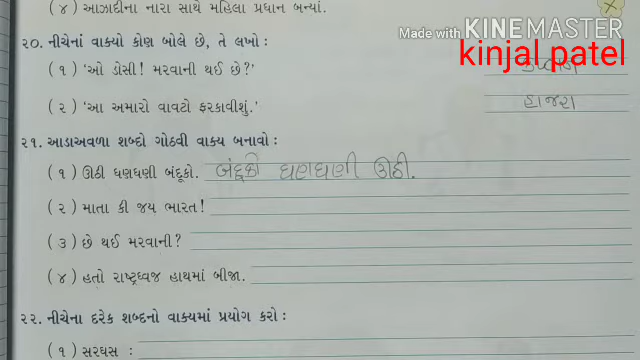 (૪) આઝાદીના નારા સાથે મહિલા પ્રધાન બન્યાં.
Made with KINEMASTER
kinjal patel
૨૦. નીચેનાં વાક્યો કોણ બોલે છે, તે લખો :
(૧) 'ઓ ડોસી! મરવાની થઈ છે?'
(૨) 'આ અમારો વાવટો ફરકાવીશું.' હાજરા
૨૧. આડાઅવળા શબ્દો ગોઠવી વાક્ય બનાવો :
(૧) ઊઠી ધણધણી બંદૂકો. બંદૂકો ધણધણી ઊઠી.
(૨) માતા કી જય ભારત!
(૩) છે થઈ મરવાની?
(૪) હતો રાષ્ટ્રધ્વજ હાથમાં બીજા.
૨૨. નીચેના દરેક શબ્દનો વાક્યમાં પ્રયોગ કરો :
(૧) સરઘસ :